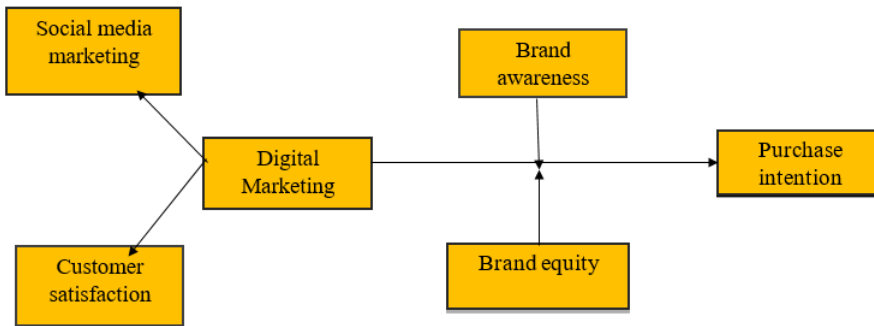 Social media
marketing
Brand
awareness
Digital
Marketing
Purchase
intention
Customer
satisfaction
Brand equity